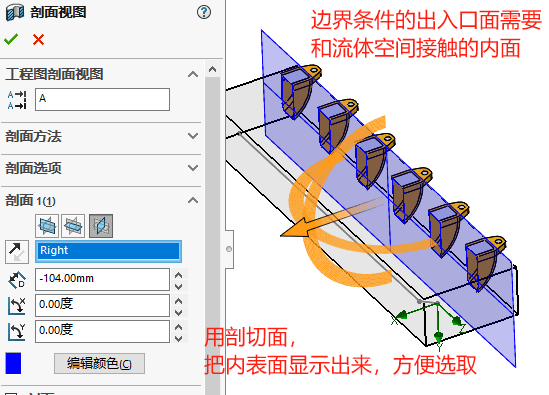 剖面视图
?
工程图剖面视图
A
剖面方法
剖面选项
剖面 1(1)
Right
-104.00mm
0.00度
0.00度
编辑颜色(C)
边界条件的出入口面需要
和流体空间接触的内面
用剖切面，
把内表面显示出来，方便选取